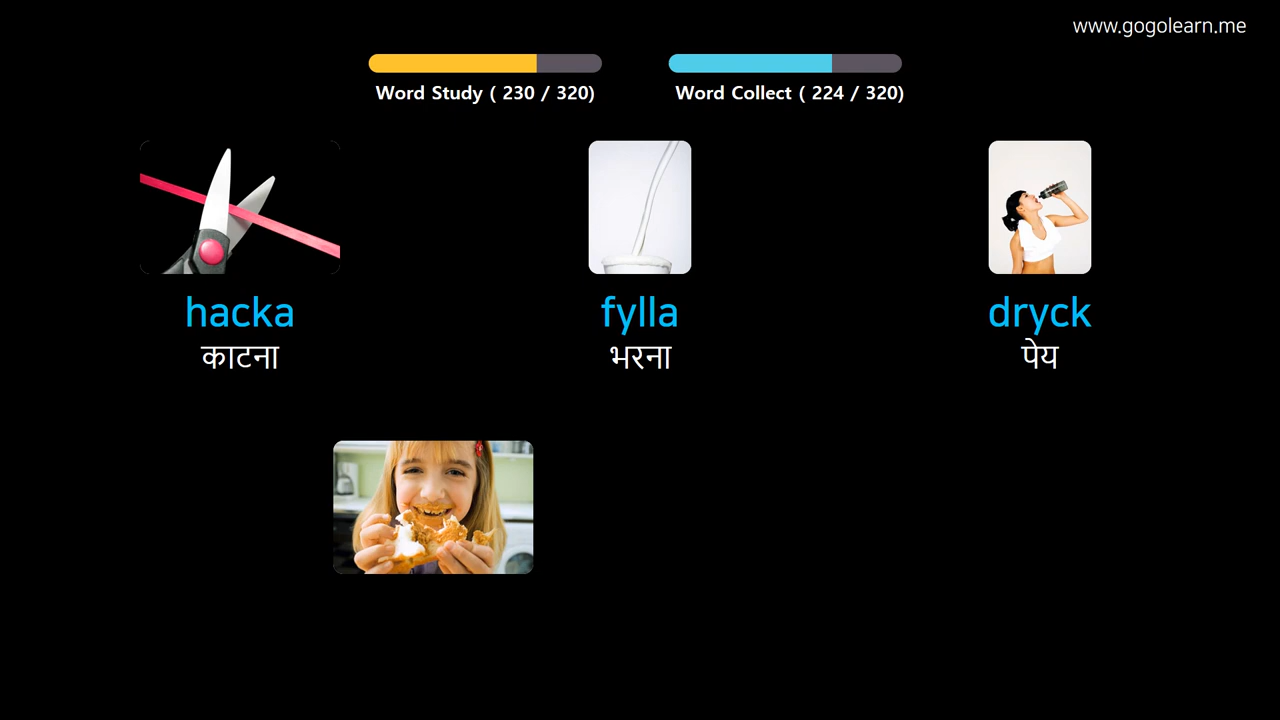 www.gogolearn.me
Word Study ( 230 / 320)
Word Collect ( 224 / 320)
hacka
काटना
fylla
भरना
dryck
पेय